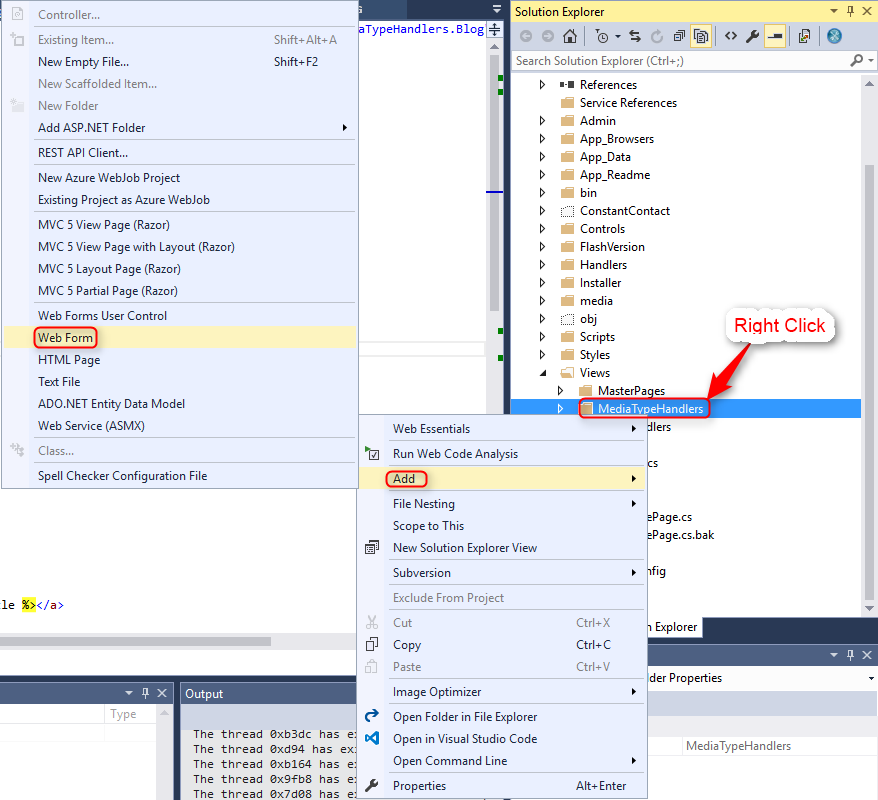 Controller...
Existing Item... Shift+Alt+A
New Empty File... Shift+F2
New Scaffolded Item...
New Folder
Add ASP.NET Folder
REST API Client...
New Azure WebJob Project
Existing Project as Azure WebJob
MVC 5 View Page (Razor)
MVC 5 View Page with Layout (Razor)
MVC 5 Layout Page (Razor)
MVC 5 Partial Page (Razor)
Web Forms User Control
Web Form
HTML Page
Text File
ADO.NET Entity Data Model
Web Service (ASMX)
Class...
Spell Checker Configuration File
iaTypeHandlers.Blog
Solution Explorer
Search Solution Explorer (Ctrl+;)
References
Service References
Admin
App_Browsers
App_Data
App_Readme
bin
ConstantContact
Controls
FlashVersion
Handlers
Installer
media
obj
Scripts
Styles
Views
MasterPages
MediaTypeHandlers
Right Click
dlers
cs
ePage.cs
ePage.cs.bak
nfig
n Explorer
Web Essentials
Run Web Code Analysis
Add
File Nesting
Scope to This
New Solution Explorer View
Subversion
Exclude From Project
Cut Ctrl+X
Copy Ctrl+C
Paste Ctrl+V
Image Optimizer
Open Folder in File Explorer
Open in Visual Studio Code
Open Command Line
Properties Alt+Enter
tle %></a>
Type
Output
The thread 0xb3dc has ex
The thread 0xd94 has exi
The thread 0xb164 has ex
The thread 0x9fb8 has ex
The thread 0x7d08 has ex
lder Properties
MediaTypeHandlers